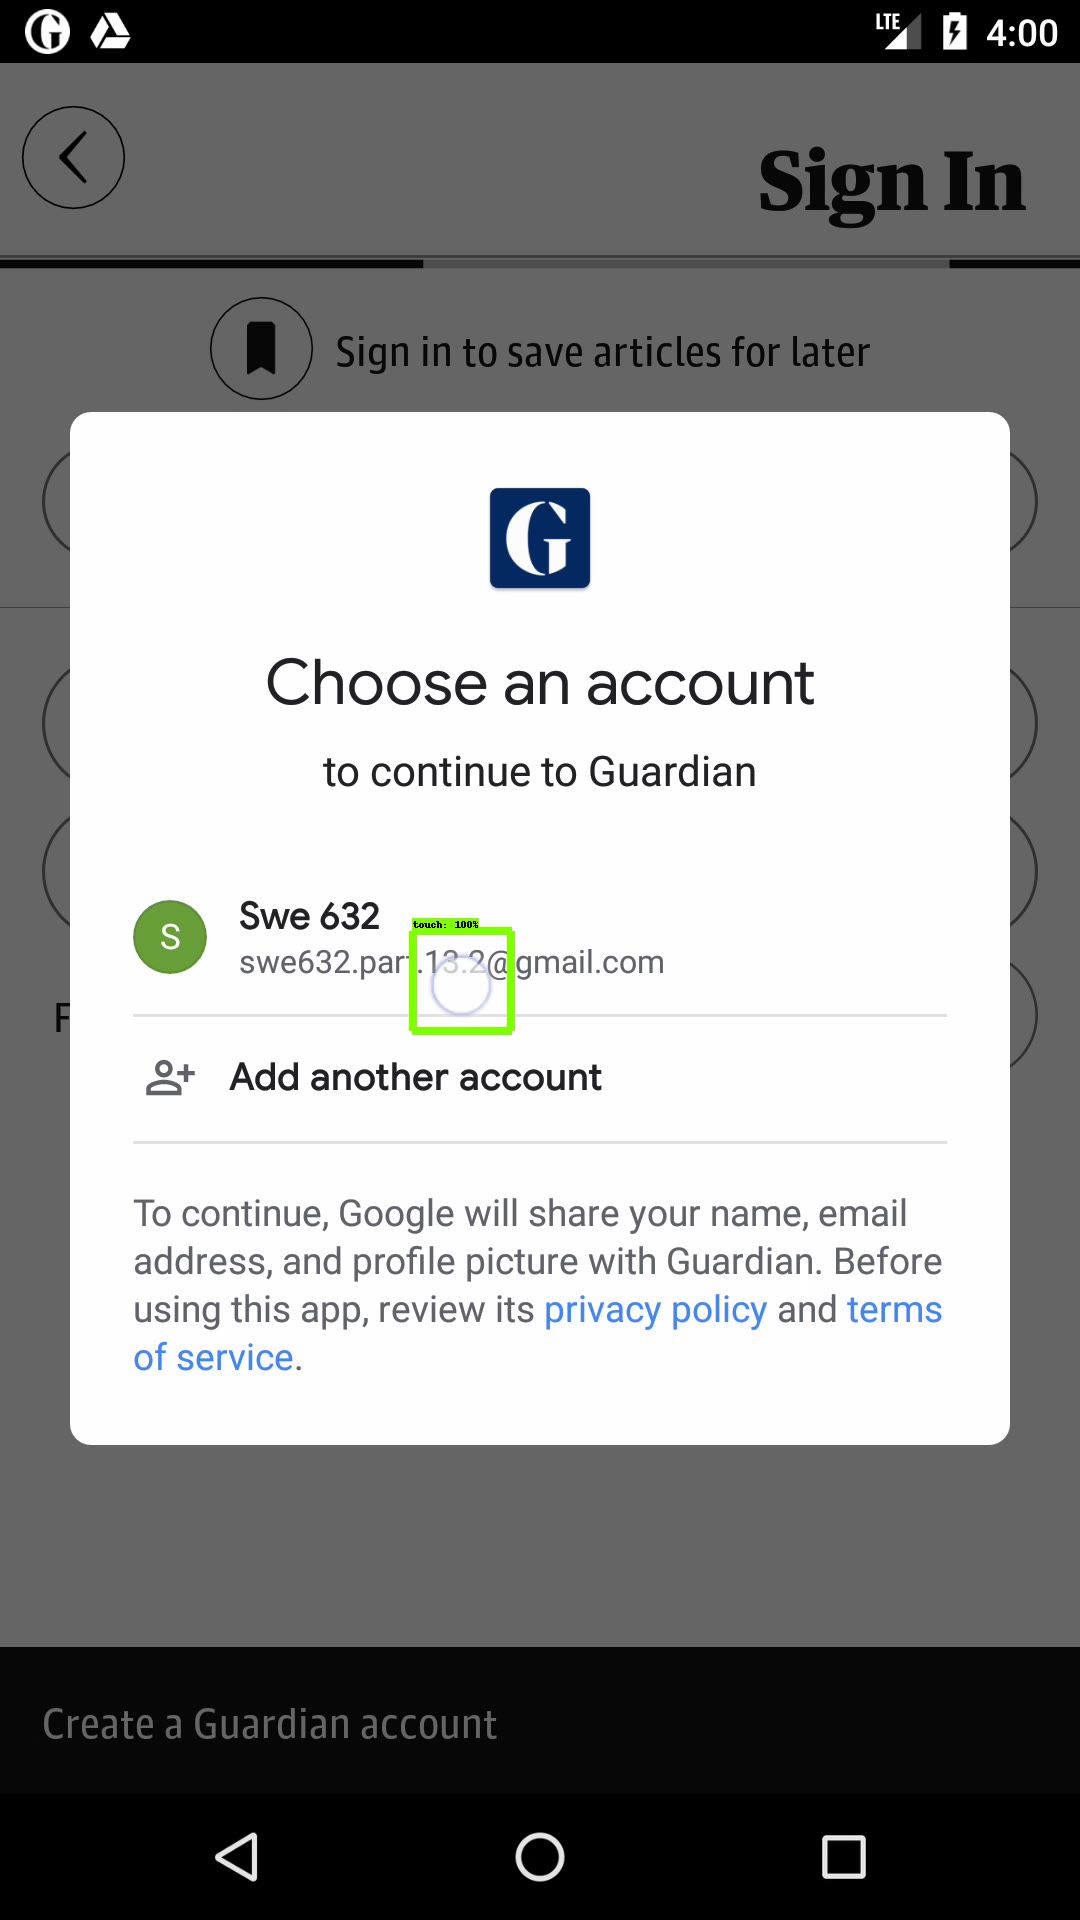 LTE 4:00
Sign In
Sign in to save articles for later
G
Choose an account
to continue to Guardian
S
Swe 632
touch: 100%
swe632.par.13.2@gmail.com
F
Add another account
To continue, Google will share your name, email
address, and profile picture with Guardian. Before
using this app, review its privacy policy and terms
of service.
Create a Guardian account